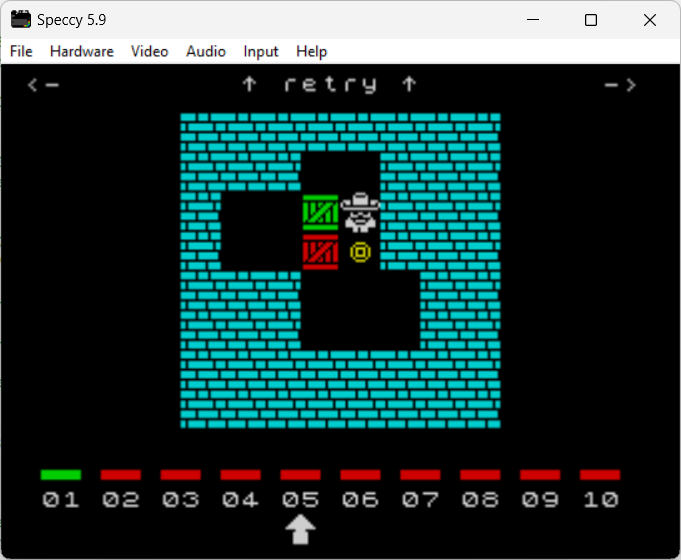 Speccy 5.9
File Hardware Video Audio Input Help
<- ↑ retry ↑ ->
01 02 03 04 05 06 07 08 09 10